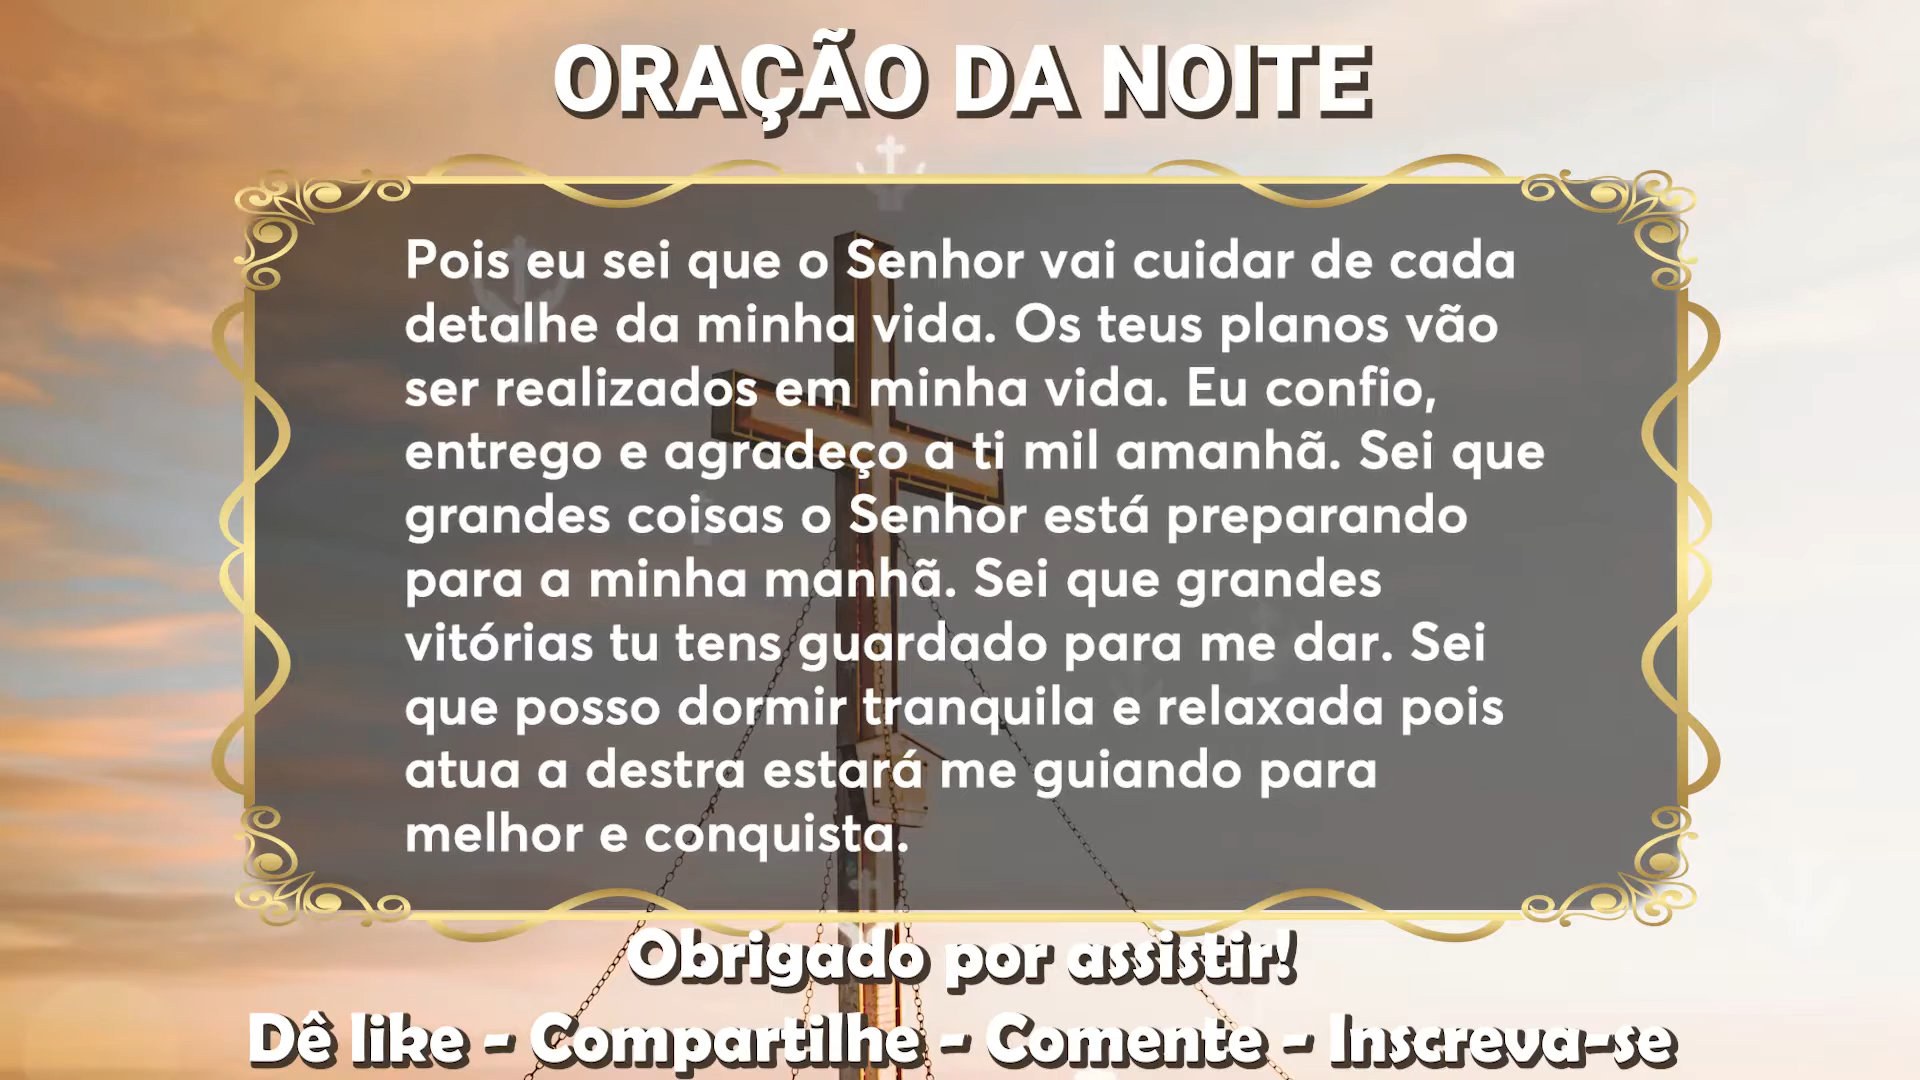 ORAÇÃO DA NOITE
Pois eu sei que o Senhor vai cuidar de cada
detalhe da minha vida. Os teus planos vão
ser realizados em minha vida. Eu confio,
entrego e agradeço a ti mil amanhã. Sei que
grandes coisas o Senhor está preparando
para a minha manhã. Sei que grandes
vitórias tu tens guardado para me dar. Sei
que posso dormir tranquila e relaxada pois
atua a destra estará me guiando para
melhor e conquista.
Obrigado por assistir!
Dê like - Compartilhe - Comente - Inscreva-se